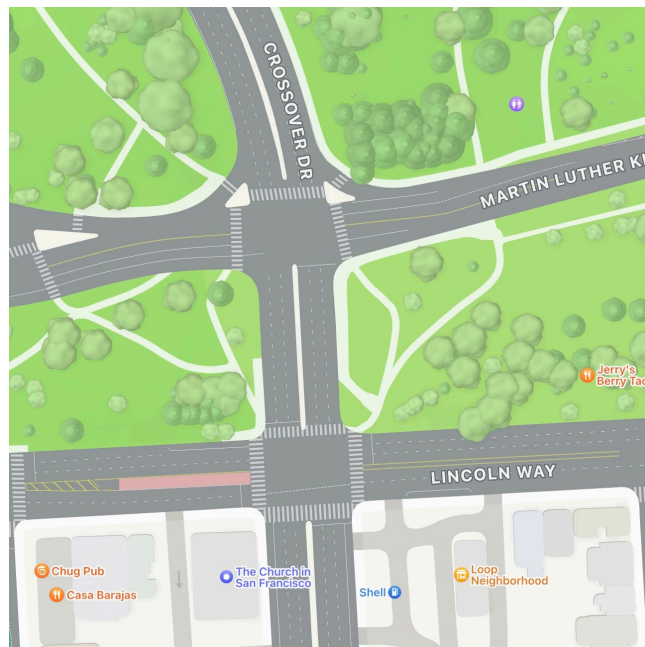 CROSSOVER DR
MARTIN LUTHER KI
Jerry's
Berry Tac
LINCOLN WAY
Chug Pub
Casa Barajas
The Church in
San Francisco
Shell
Loop
Neighborhood